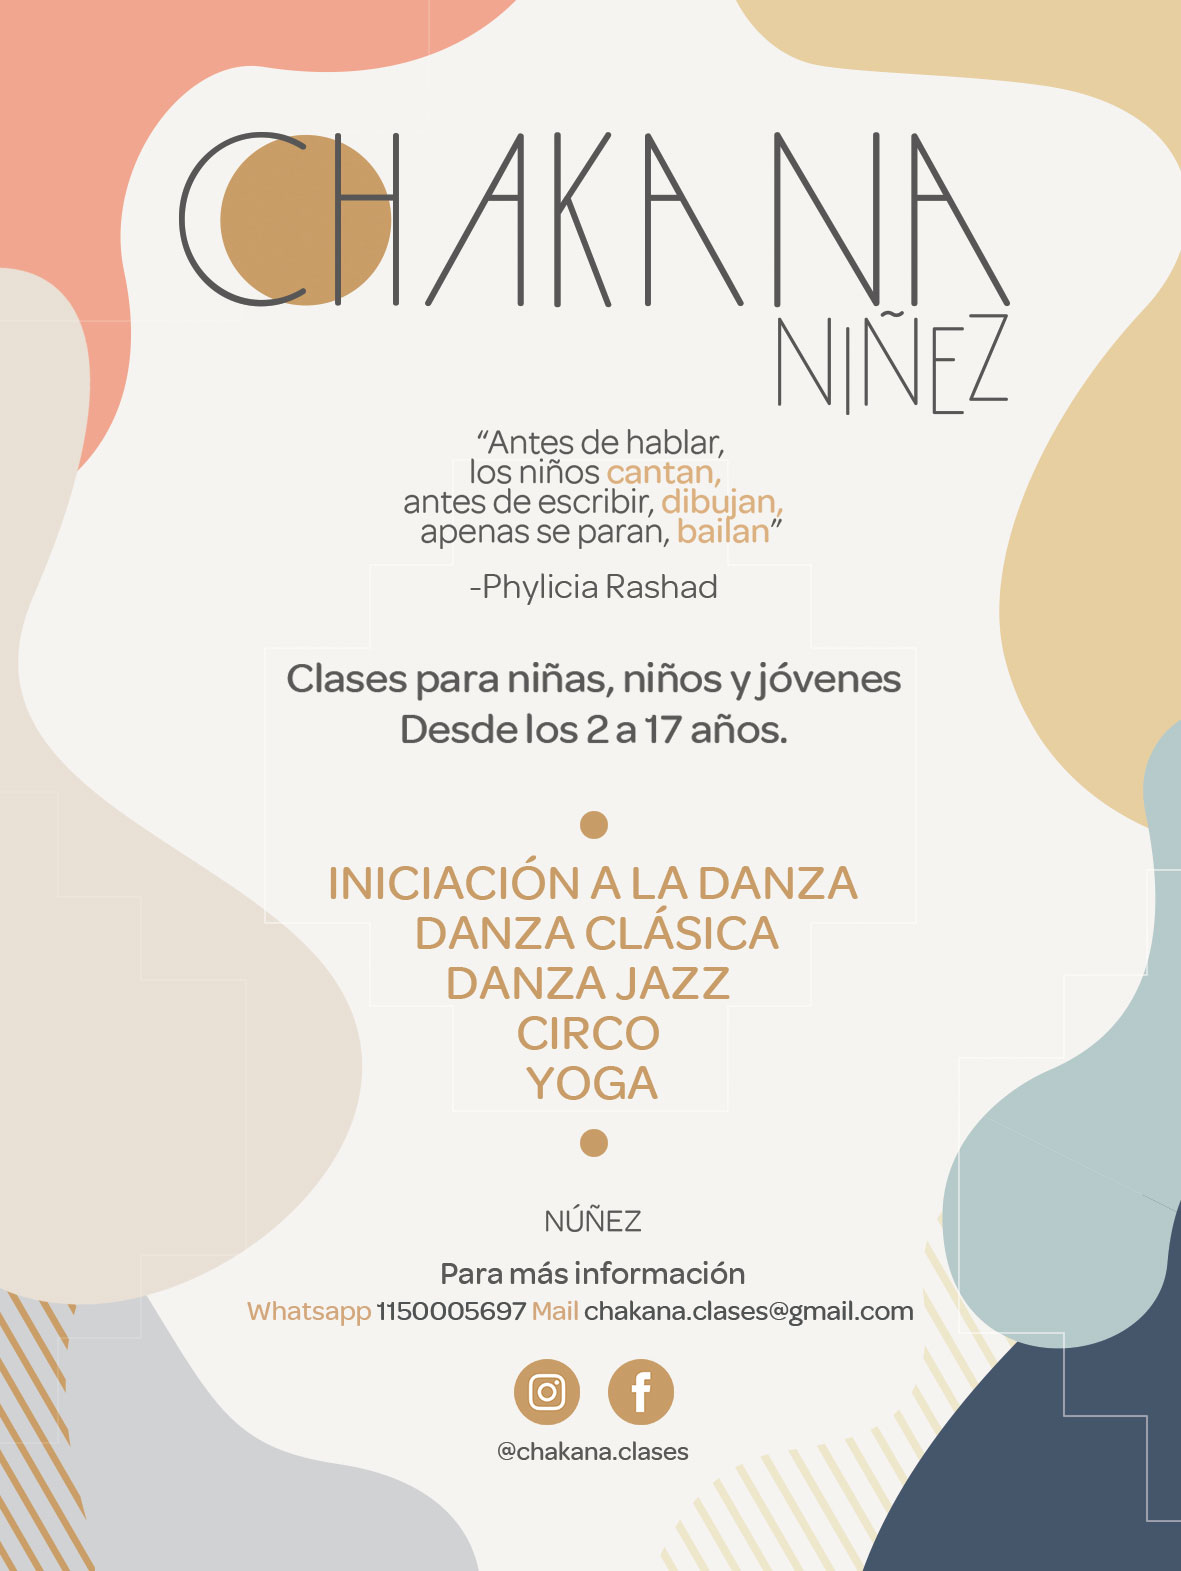 CHAKANA
NIÑEZ
“Antes de hablar,
los niños cantan,
antes de escribir, dibujan,
apenas se paran, bailan”
-Phylicia Rashad
Clases para niñas, niños y jóvenes
Desde los 2 a 17 años.
INICIACIÓN A LA DANZA
DANZA CLÁSICA
DANZA JAZZ
CIRCO
YOGA
NÚÑEZ
Para más información
Whatsapp 1150005697 Mail chakana.clases@gmail.com
@chakana.clases